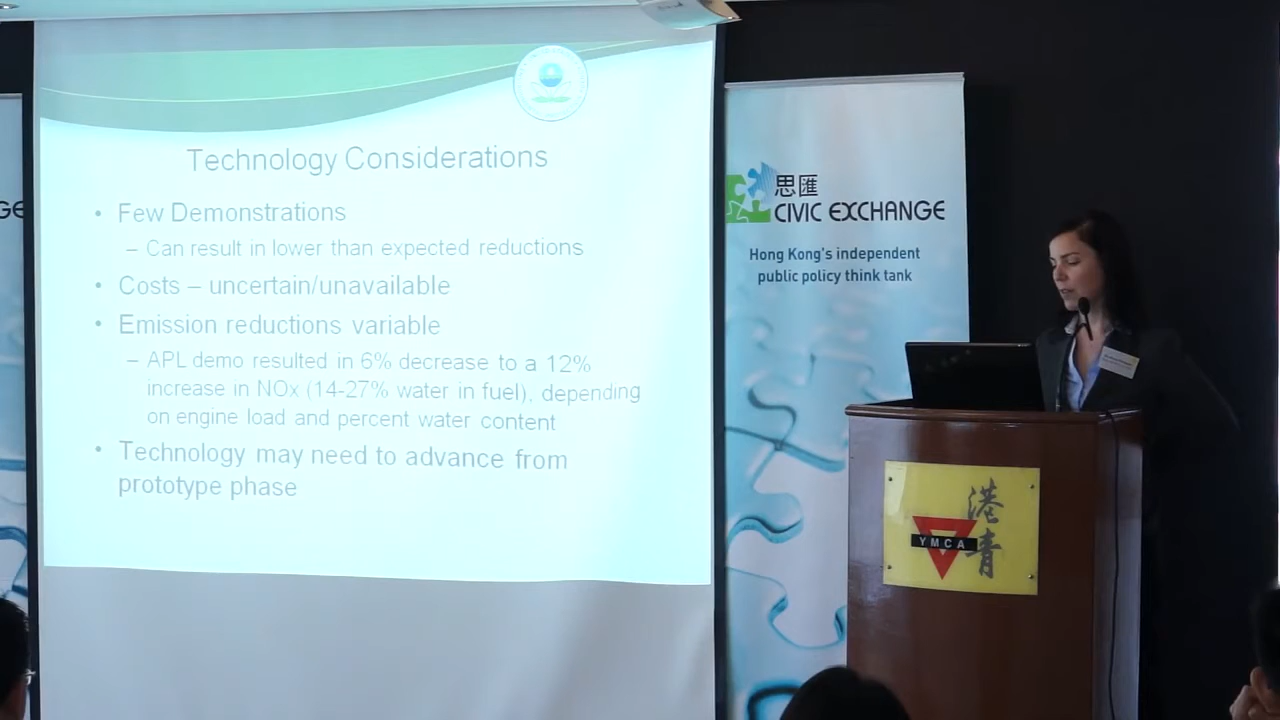 Technology Considerations
• Few Demonstrations
– Can result in lower than expected reductions
• Costs – uncertain/unavailable
• Emission reductions variable
– APL demo resulted in 6% decrease to a 12%
increase in NOx (14-27% water in fuel), depending
on engine load and percent water content
• Technology may need to advance from
prototype phase
GE
思匯
CIVIC EXCHANGE
Hong Kong's independent
public policy think tank
港青
YMCA